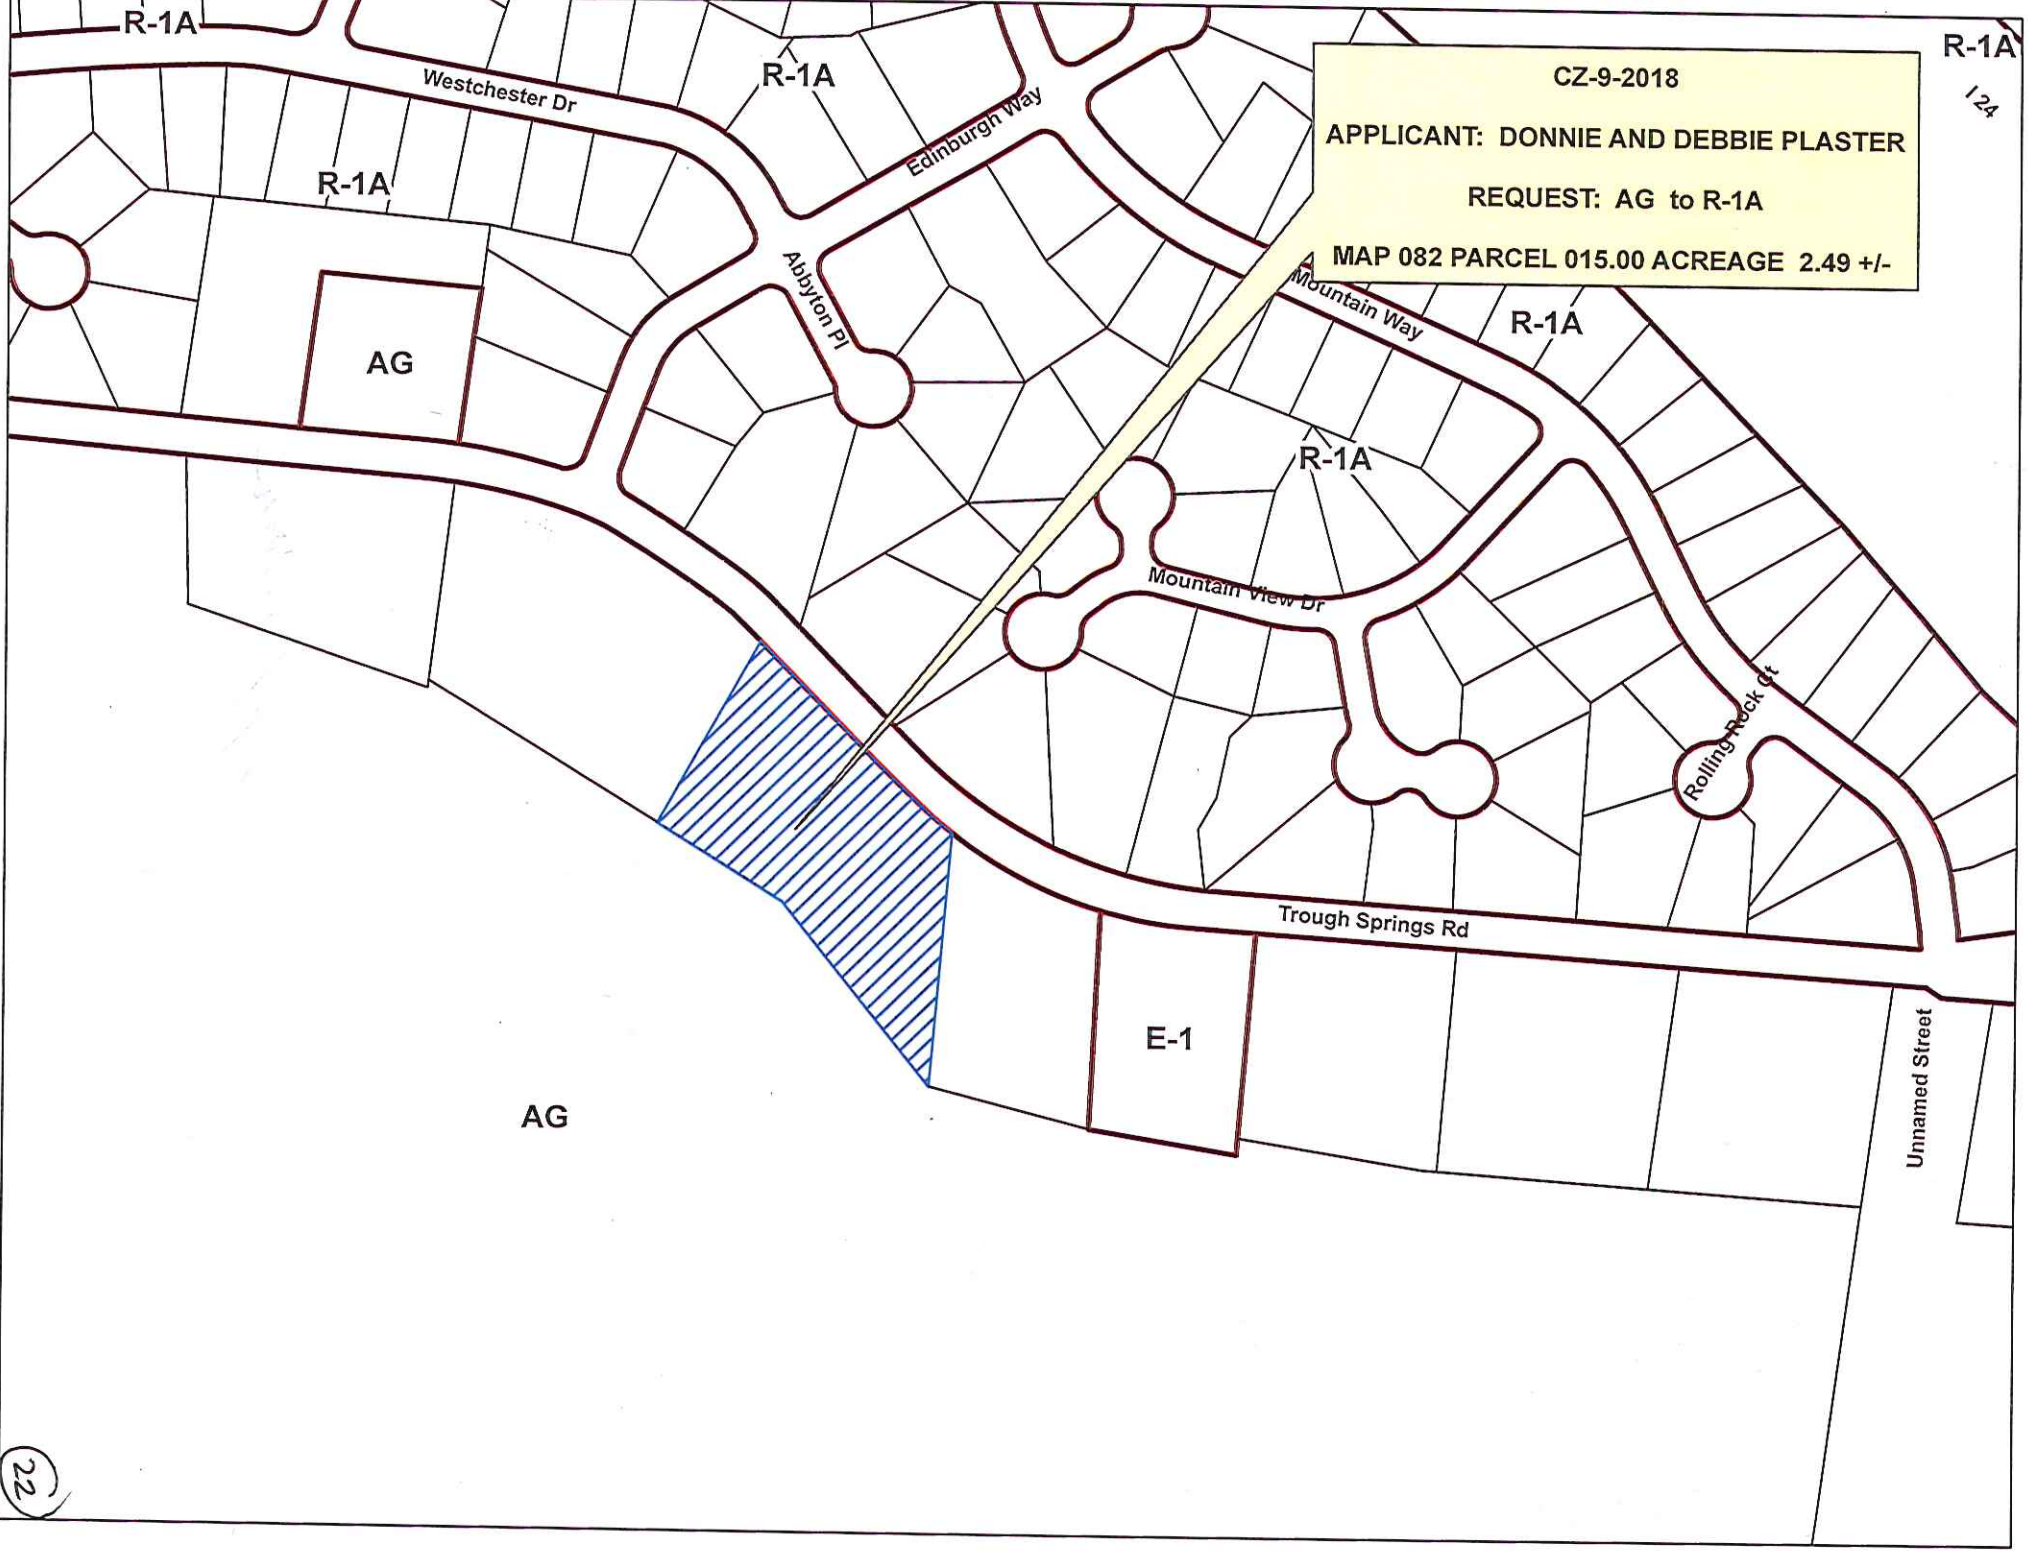 R-1A
R-1A
R-1A
I 24
Westchester Dr
Edinburgh Way
CZ-9-2018
APPLICANT: DONNIE AND DEBBIE PLASTER
REQUEST: AG to R-1A
MAP 082 PARCEL 015.00 ACREAGE 2.49 +/-
R-1A
Abbyton Pl
Mountain Way
R-1A
AG
R-1A
Mountain View Dr
Rolling Rock Ct
Trough Springs Rd
E-1
Unnamed Street
AG
22